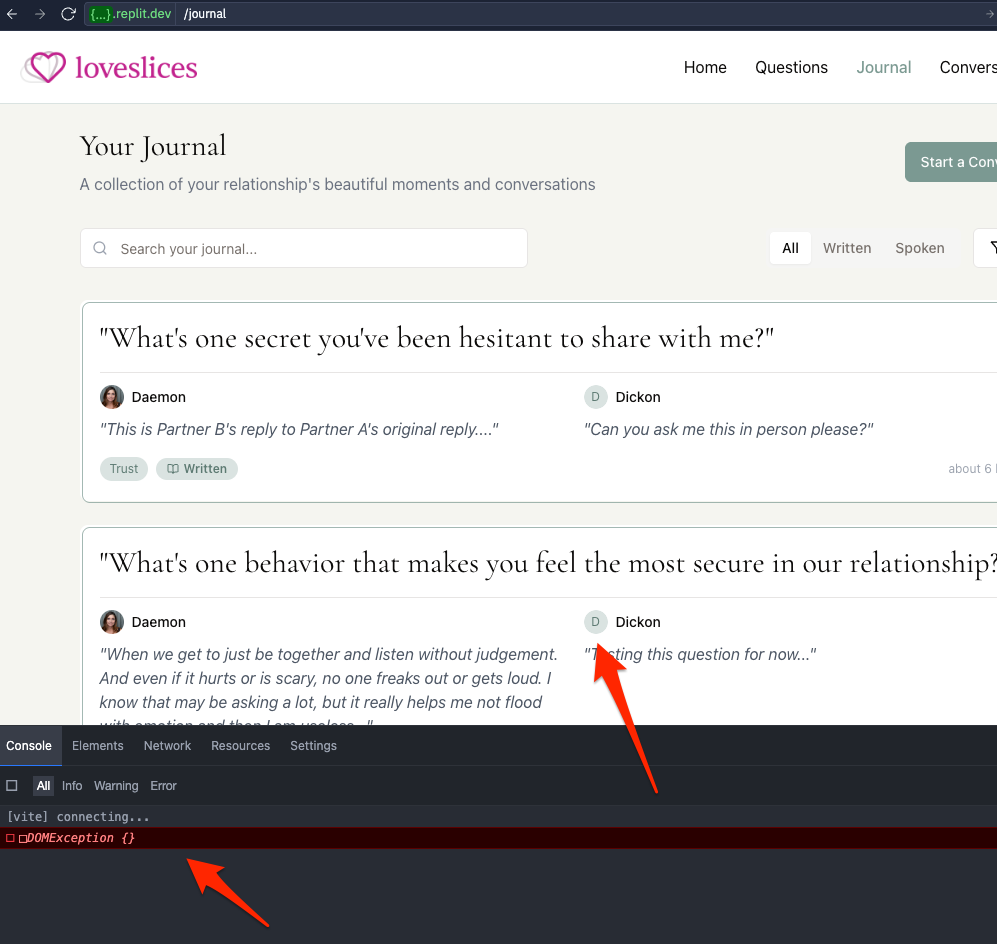 {...}.replit.dev /journal
loveslices
Home Questions Journal Convers
Your Journal
A collection of your relationship's beautiful moments and conversations
Start a Conv
Search your journal...
All Written Spoken
"What's one secret you've been hesitant to share with me?"
Daemon
"This is Partner B's reply to Partner A's original reply...."
D Dickon
"Can you ask me this in person please?"
Trust Written
about 6
"What's one behavior that makes you feel the most secure in our relationship?
Daemon
"When we get to just be together and listen without judgement.
And even if it hurts or is scary, no one freaks out or gets loud. I
know that may be asking a lot, but it really helps me not flood
with emotion and then I am useless..."
D Dickon
this question for now..."
Console Elements Network Resources Settings
All Info Warning Error
[vite] connecting...
DOMException {}